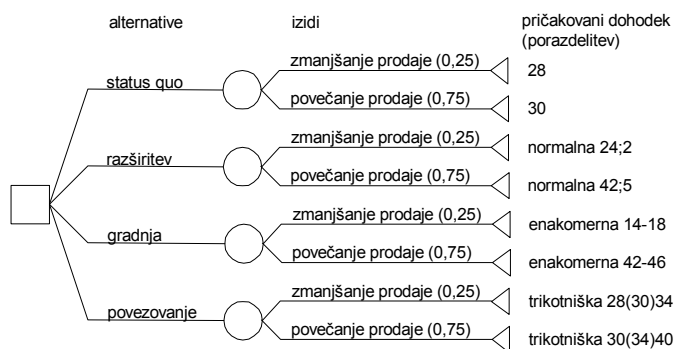 alternative
izidi
pričakovani dohodek
(porazdelitev)
status quo
zmanjšanje prodaje (0,25)
28
povečanje prodaje (0,75)
30
razširitev
zmanjšanje prodaje (0,25)
normalna 24;2
povečanje prodaje (0,75)
normalna 42;5
gradnja
zmanjšanje prodaje (0,25)
enakomerna 14-18
povečanje prodaje (0,75)
enakomerna 42-46
povezovanje
zmanjšanje prodaje (0,25)
trikotniška 28(30)34
povečanje prodaje (0,75)
trikotniška 30(34)40